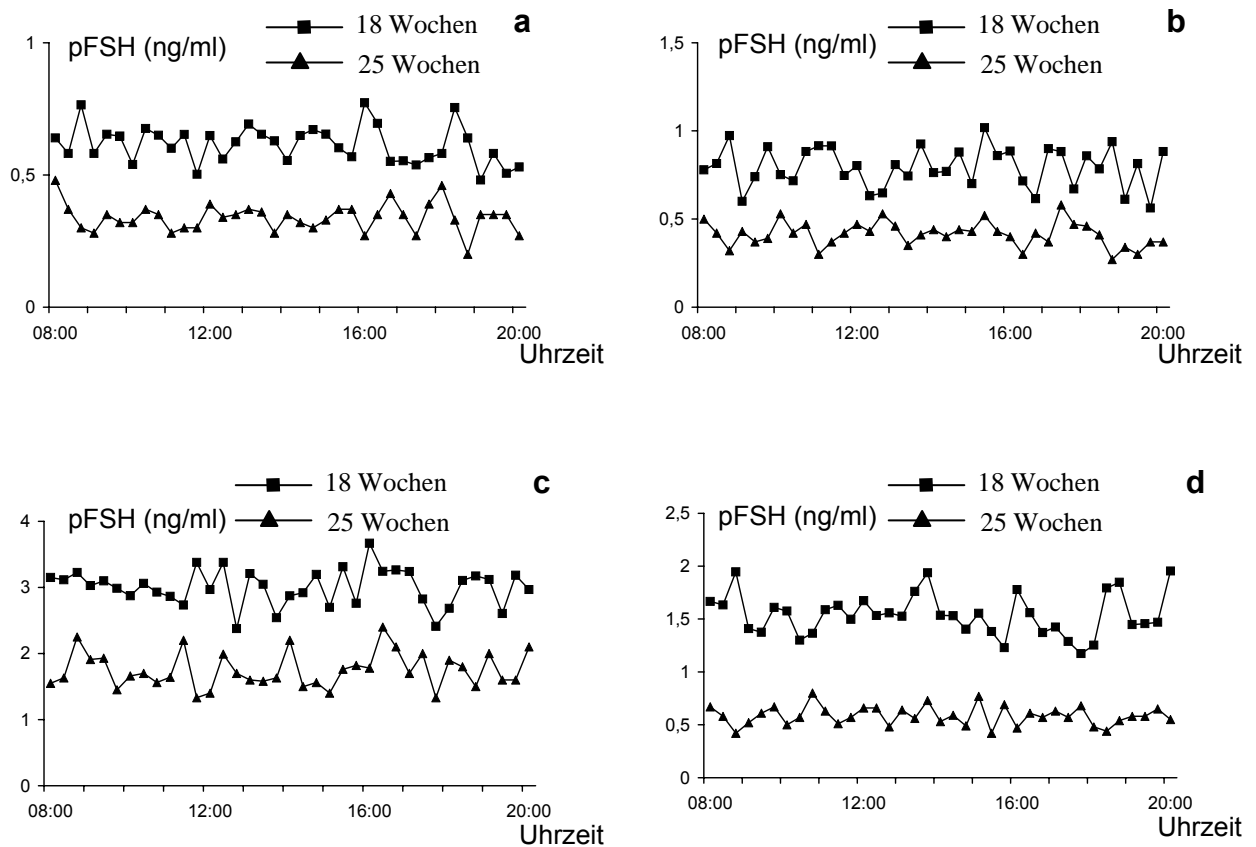 a
18 Wochen
25 Wochen
pFSH (ng/ml)
1
0,5
0
08:00 12:00 16:00 20:00
Uhrzeit
b
18 Wochen
25 Wochen
pFSH (ng/ml)
1,5
1
0,5
0
08:00 12:00 16:00 20:00
Uhrzeit
c
18 Wochen
25 Wochen
pFSH (ng/ml)
4
3
2
1
0
08:00 12:00 16:00 20:00
Uhrzeit
d
18 Wochen
25 Wochen
pFSH (ng/ml)
2,5
2
1,5
1
0,5
0
08:00 12:00 16:00 20:00
Uhrzeit